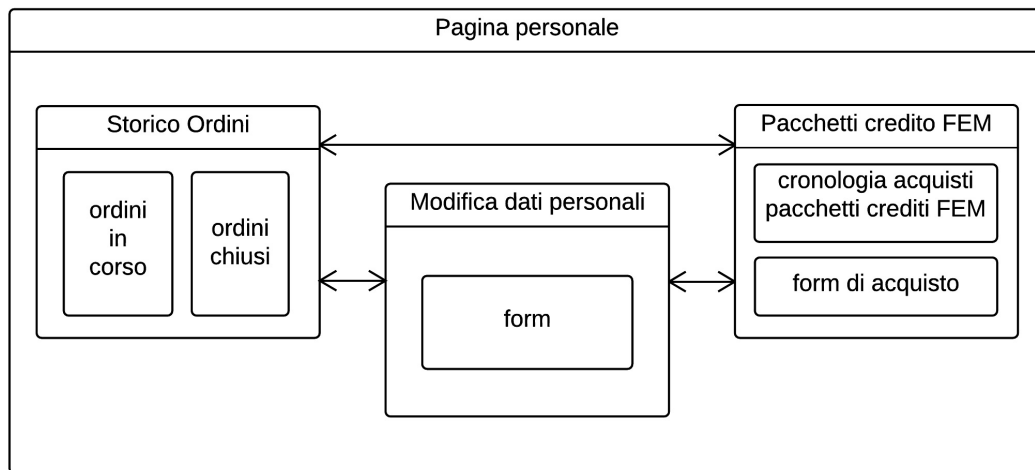 Pagina personale
Storico Ordini
ordini
in
corso
ordini
chiusi
Modifica dati personali
form
Pacchetti credito FEM
cronologia acquisti
pacchetti crediti FEM
form di acquisto